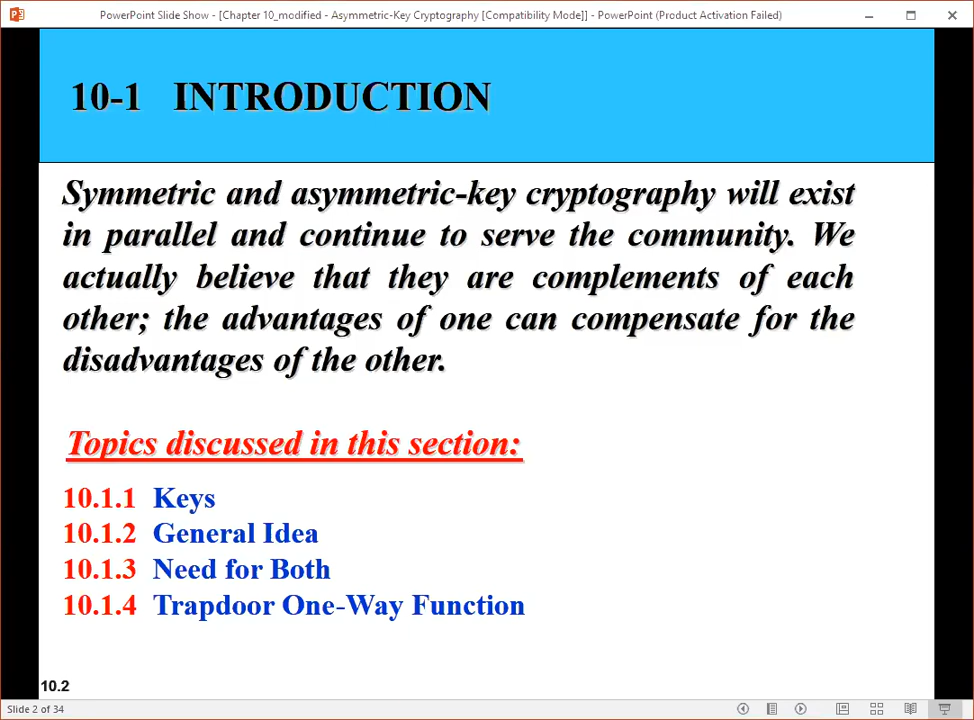 PowerPoint Slide Show - [Chapter 10_modified - Asymmetric-Key Cryptography [Compatibility Mode]] - PowerPoint (Product Activation Failed)
10-1 INTRODUCTION
Symmetric and asymmetric-key cryptography will exist
in parallel and continue to serve the community. We
actually believe that they are complements of each
other; the advantages of one can compensate for the
disadvantages of the other.
Topics discussed in this section:
10.1.1 Keys
10.1.2 General Idea
10.1.3 Need for Both
10.1.4 Trapdoor One-Way Function
10.2
Slide 2 of 34